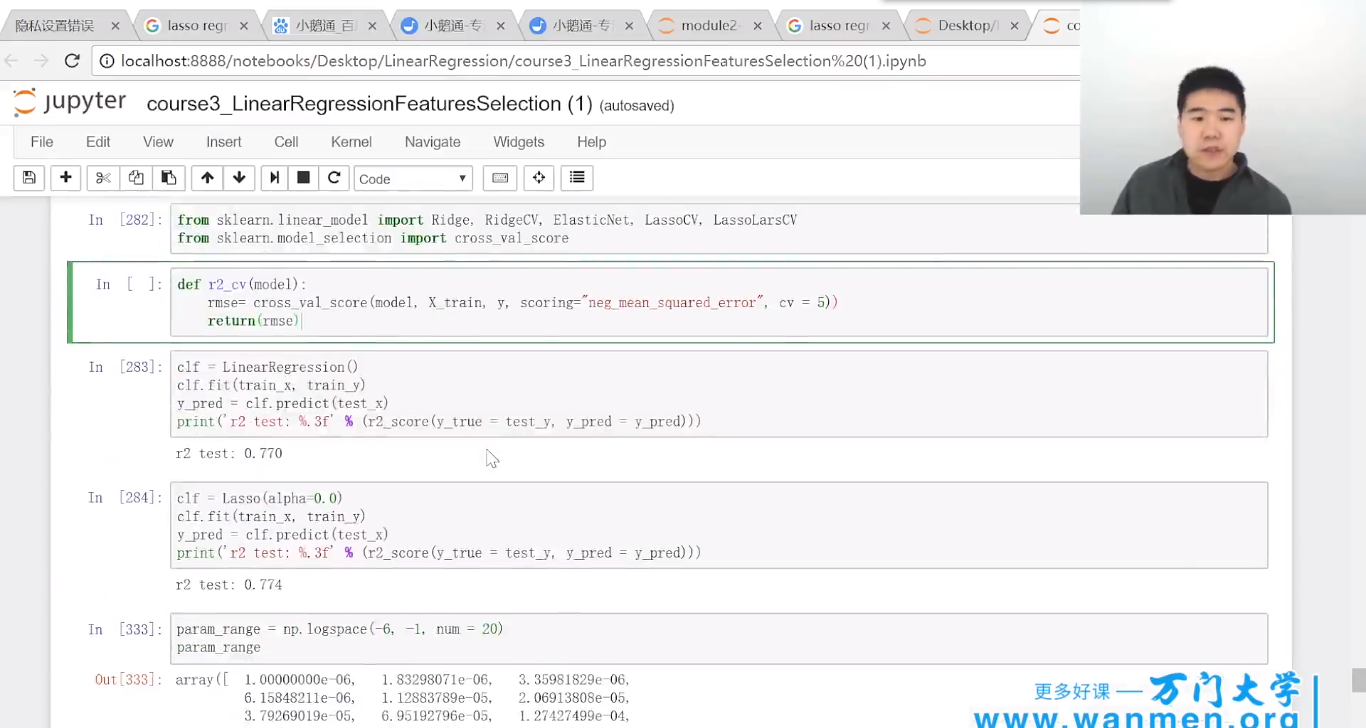 隐私设置错误 × lasso regr × 小鹅通_百 × 小鹅通-专 × 小鹅通-专 × module2- × lasso regr × Desktop/l × co
localhost:8888/notebooks/Desktop/LinearRegression/course3_LinearRegressionFeaturesSelection%20(1).ipynb
jupyter course3_LinearRegressionFeaturesSelection (1) (autosaved)
File Edit View Insert Cell Kernel Navigate Widgets Help
Code
In [282]: from sklearn.linear_model import Ridge, RidgeCV, ElasticNet, LassoCV, LassoLarsCV
from sklearn.model_selection import cross_val_score
In [ ]: def r2_cv(model):
rmse= cross_val_score(model, X_train, y, scoring="neg_mean_squared_error", cv = 5))
return(rmse)
In [283]: clf = LinearRegression()
clf.fit(train_x, train_y)
y_pred = clf.predict(test_x)
print('r2 test: %.3f' % (r2_score(y_true = test_y, y_pred = y_pred)))
r2 test: 0.770
In [284]: clf = Lasso(alpha=0.0)
clf.fit(train_x, train_y)
y_pred = clf.predict(test_x)
print('r2 test: %.3f' % (r2_score(y_true = test_y, y_pred = y_pred)))
r2 test: 0.774
In [333]: param_range = np.logspace(-6, -1, num = 20)
param_range
Out[333]: array([ 1.00000000e-06, 1.83298071e-06, 3.35981829e-06,
6.15848211e-06, 1.12883789e-05, 2.06913808e-05,
3.79269019e-05, 6.95192796e-05, 1.27427499e-04,
更多好课 — 万门大学
www.wanmen.org